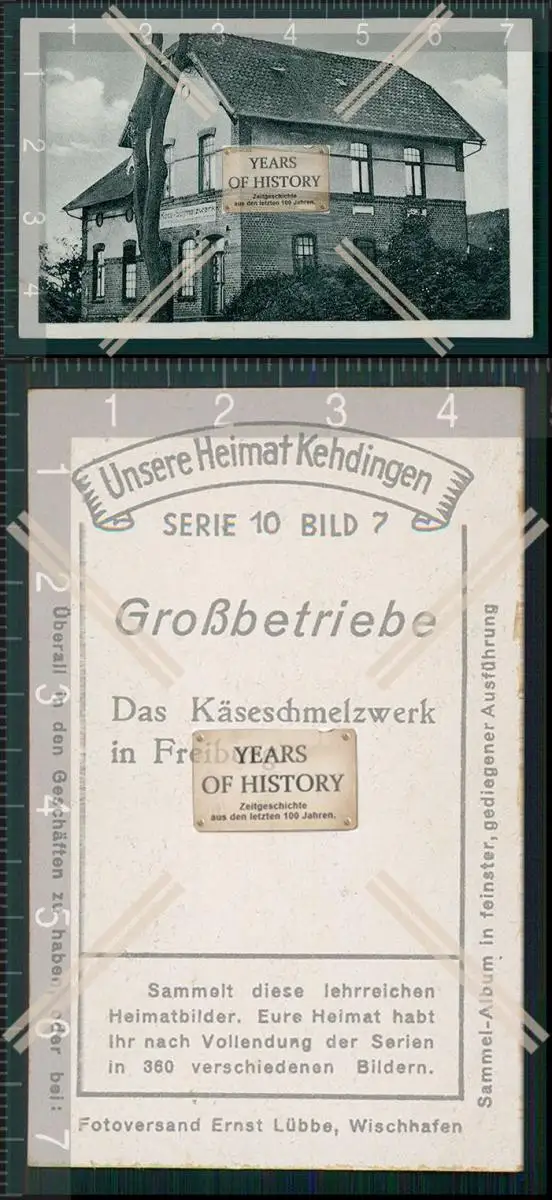 1 2 3 4 5 6 7
1
2
3
4
YEARS
OF HISTORY
Zeitgeschichte
aus den letzten 100 Jahren.
1 2 3 4
1
2
3
4
5
6
7
Unsere Heimat Kehdingen
SERIE 10 BILD 7
Großbetriebe
Das Käseschmelzwerk
in Freiburg
YEARS
OF HISTORY
Zeitgeschichte
aus den letzten 100 Jahren.
Sammelt diese lehrreichen
Heimatbilder. Eure Heimat habt
Ihr nach Vollendung der Serien
in 360 verschiedenen Bildern.
Fotoversand Ernst Lübbe, Wischhafen
Überall in den Geschäften zu haben, oder bei:
Sammel-Album in feinster, gediegener Ausführung